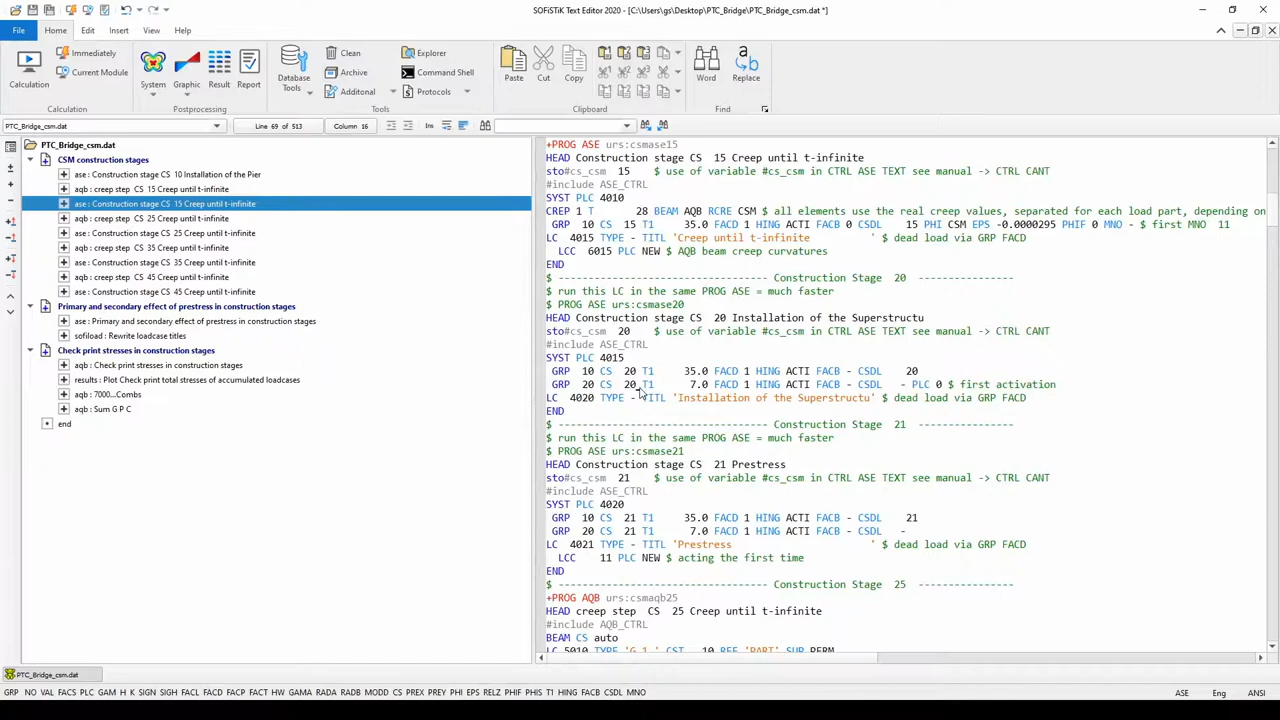 SOFiSTiK Text Editor 2020 - [C:\Users\gs\Desktop\PTC_Bridge\PTC_Bridge_csm.dat *]
File Home Edit Insert View Help
Calculation
Immediately
Current Module
Calculation
System
Graphic
Result
Report
Postprocessing
Database Tools
Clean
Archive
Additonal
Explorer
Command Shell
Protocols
Tools
Paste
Cut
Copy
Clipboard
Word
Replace
Find
PTC_Bridge_csm.dat
Line 69 of 513
Column 16
Ins
PTC_Bridge_csm.dat
CSM construction stages
ase : Construction stage CS 10 Installation of the Pier
aqb : creep step CS 15 Creep until t-infinite
ase : Construction stage CS 15 Creep until t-infinite
aqb : creep step CS 25 Creep until t-infinite
ase : Construction stage CS 25 Creep until t-infinite
aqb : creep step CS 35 Creep until t-infinite
ase : Construction stage CS 35 Creep until t-infinite
aqb : creep step CS 45 Creep until t-infinite
ase : Construction stage CS 45 Creep until t-infinite
Primary and secondary effect of prestress in construction stages
ase : Primary and secondary effect of prestress in construction stages
sofiload : Rewrite loadcase titles
Check print stresses in construction stages
aqb : Check print stresses in construction stages
results : Plot Check print total stresses of accumulated loadcases
aqb : 7000...Combs
aqb : Sum G P C
end
+PROG ASE urs:csmase15
HEAD Construction stage CS 15 Creep until t-infinite
sto#cs_csm 15 $ use of variable #cs_csm in CTRL ASE TEXT see manual -> CTRL CANT
#include ASE_CTRL
SYST PLC 4010
CREP 1 T 28 BEAM AQB RCRE CSM $ all elements use the real creep values, separated for each load part, depending on
GRP 10 CS 15 T1 35.0 FACD 1 HING ACTI FACB 0 CSDL 15 PHI CSM EPS -0.0000295 PHIF 0 MNO - $ first MNO 11
LC 4015 TYPE - TITL 'Creep until t-infinite ' $ dead load via GRP FACD
LCC 6015 PLC NEW $ AQB beam creep curvatures
END
$ --------------------------------- Construction Stage 20 ---------------
$ run this LC in the same PROG ASE = much faster
$ PROG ASE urs:csmase20
HEAD Construction stage CS 20 Installation of the Superstructu
sto#cs_csm 20 $ use of variable #cs_csm in CTRL ASE TEXT see manual -> CTRL CANT
#include ASE_CTRL
SYST PLC 4015
GRP 10 CS 20 T1 35.0 FACD 1 HING ACTI FACB - CSDL 20
GRP 20 CS 20 T1 7.0 FACD 1 HING ACTI FACB - CSDL - PLC 0 $ first activation
LC 4020 TYPE - TITL 'Installation of the Superstructu' $ dead load via GRP FACD
END
$ --------------------------------- Construction Stage 21 ---------------
$ run this LC in the same PROG ASE = much faster
$ PROG ASE urs:csmase21
HEAD Construction stage CS 21 Prestress
sto#cs_csm 21 $ use of variable #cs_csm in CTRL ASE TEXT see manual -> CTRL CANT
#include ASE_CTRL
SYST PLC 4020
GRP 10 CS 21 T1 35.0 FACD 1 HING ACTI FACB - CSDL 21
GRP 20 CS 21 T1 7.0 FACD 1 HING ACTI FACB - CSDL -
LC 4021 TYPE - TITL 'Prestress ' $ dead load via GRP FACD
LCC 11 PLC NEW $ acting the first time
END
$ --------------------------------- Construction Stage 25 ---------------
+PROG AQB urs:csmaqb25
HEAD creep step CS 25 Creep until t-infinite
#include AQB_CTRL
BEAM CS auto
LC 5010 TYPE 'G_1 ' CST 10 REF 'PART' SUP PERM
PTC_Bridge_csm.dat
GRP NO VAL FACS PLC GAM H K SIGN SIGH FACL FACD FACP FACT HW GAMA RADA RADB MODD CS PREX PREY PHI EPS RELZ PHIF PHIS T1 HING FACB CSDL MNO
ASE Eng ANSI